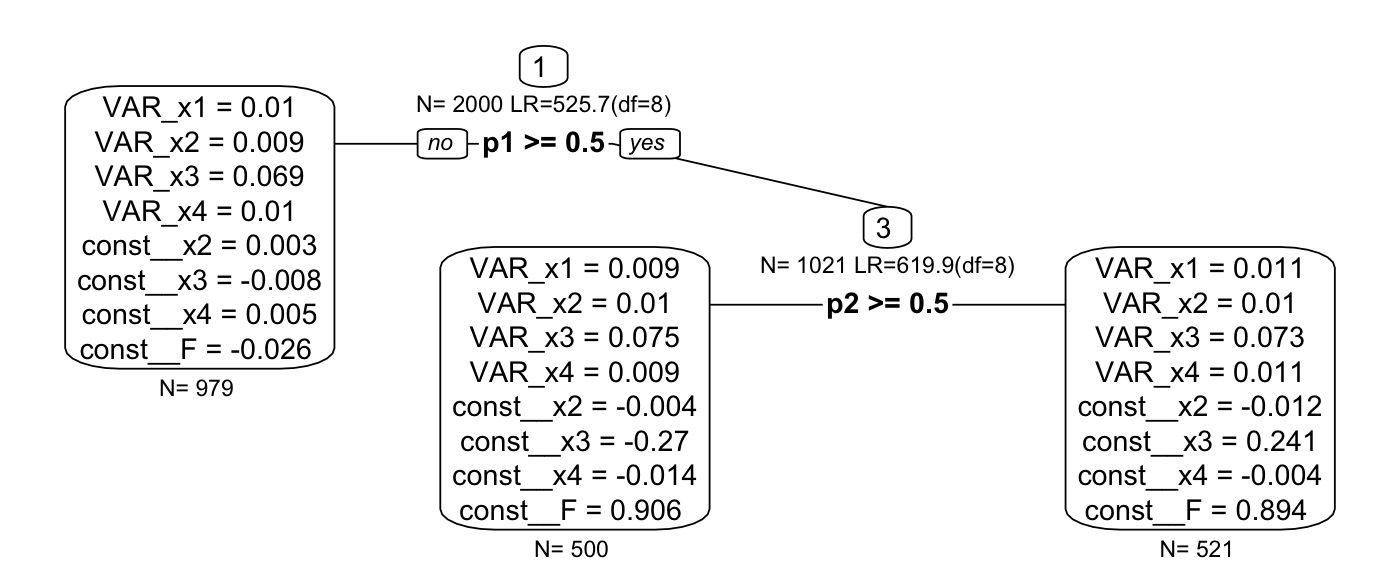 1
N= 2000 LR=525.7(df=8)
no p1 >= 0.5 yes
VAR_x1 = 0.01
VAR_x2 = 0.009
VAR_x3 = 0.069
VAR_x4 = 0.01
const__x2 = 0.003
const__x3 = -0.008
const__x4 = 0.005
const__F = -0.026
N= 979
3
N= 1021 LR=619.9(df=8)
p2 >= 0.5
VAR_x1 = 0.009
VAR_x2 = 0.01
VAR_x3 = 0.075
VAR_x4 = 0.009
const__x2 = -0.004
const__x3 = -0.27
const__x4 = -0.014
const__F = 0.906
N= 500
VAR_x1 = 0.011
VAR_x2 = 0.01
VAR_x3 = 0.073
VAR_x4 = 0.011
const__x2 = -0.012
const__x3 = 0.241
const__x4 = -0.004
const__F = 0.894
N= 521